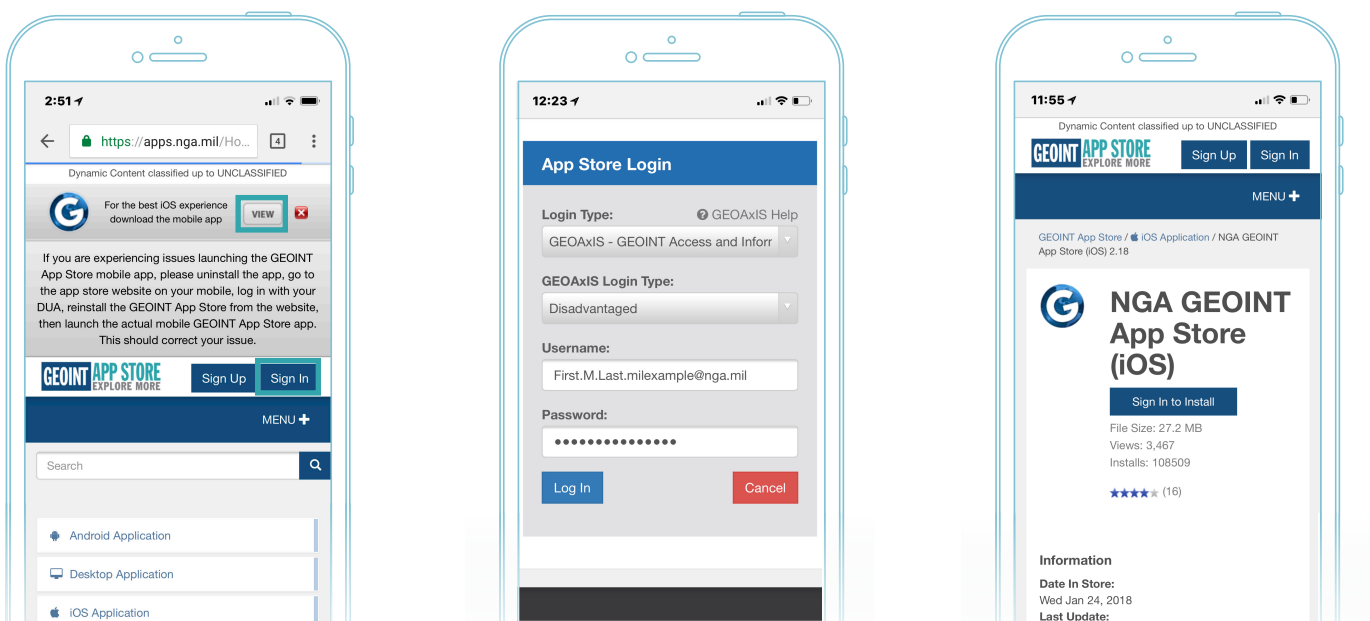 2:51
https://apps.nga.mil/Ho...
4
Dynamic Content classified up to UNCLASSIFIED
For the best iOS experience
download the mobile app
VIEW
If you are experiencing issues launching the GEOINT
App Store mobile app, please uninstall the app, go to
the app store website on your mobile, log in with your
DUA, reinstall the GEOINT App Store from the website,
then launch the actual mobile GEOINT App Store app.
This should correct your issue.
GEOINT APP STORE
EXPLORE MORE
Sign Up
Sign In
MENU
Search
Android Application
Desktop Application
iOS Application
12:23
App Store Login
Login Type:
GEOAxIS Help
GEOAxIS - GEOINT Access and Inforr
GEOAxIS Login Type:
Disadvantaged
Username:
First.M.Last.milexample@nga.mil
Password:
•••••••••••••••
Log In
Cancel
11:55
Dynamic Content classified up to UNCLASSIFIED
GEOINT APP STORE
EXPLORE MORE
Sign Up
Sign In
MENU
GEOINT App Store / iOS Application / NGA GEOINT
App Store (iOS) 2.18
NGA GEOINT
App Store
(iOS)
Sign In to Install
File Size: 27.2 MB
Views: 3,467
Installs: 108509
(16)
Information
Date In Store:
Wed Jan 24, 2018
Last Update: